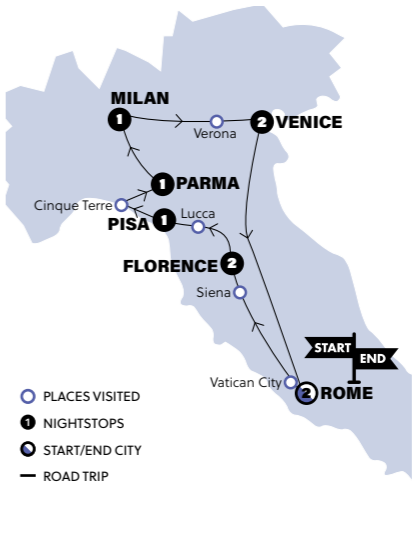 MILAN
1
2
VENICE
Verona
1
PARMA
Cinque Terre
Lucca
PISA
1
FLORENCE
2
Siena
START
END
Vatican City
2
ROME
PLACES VISITED
1
NIGHTSTOPS
START/END CITY
ROAD TRIP